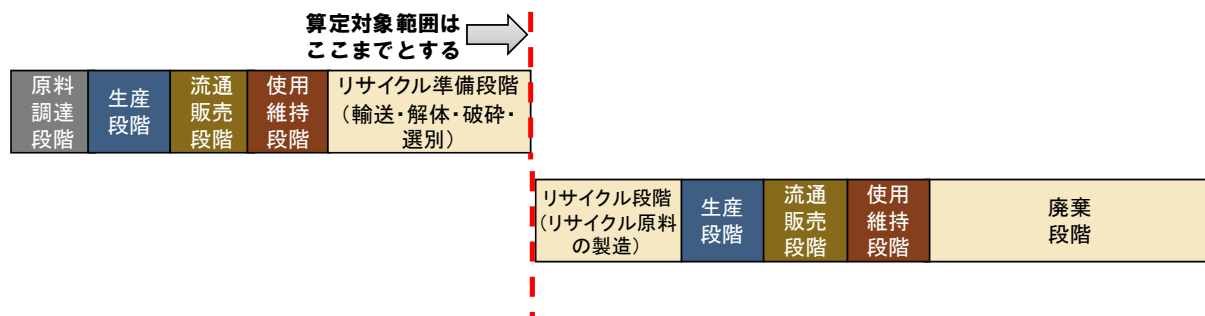 算定対象範囲は
ここまでとする
原料
調達
段階
生産
段階
流通
販売
段階
使用
維持
段階
リサイクル準備段階
（輸送・解体・破砕・
選別）
リサイクル段階
(リサイクル原料
の製造)
生産
段階
流通
販売
段階
使用
維持
段階
廃棄
段階